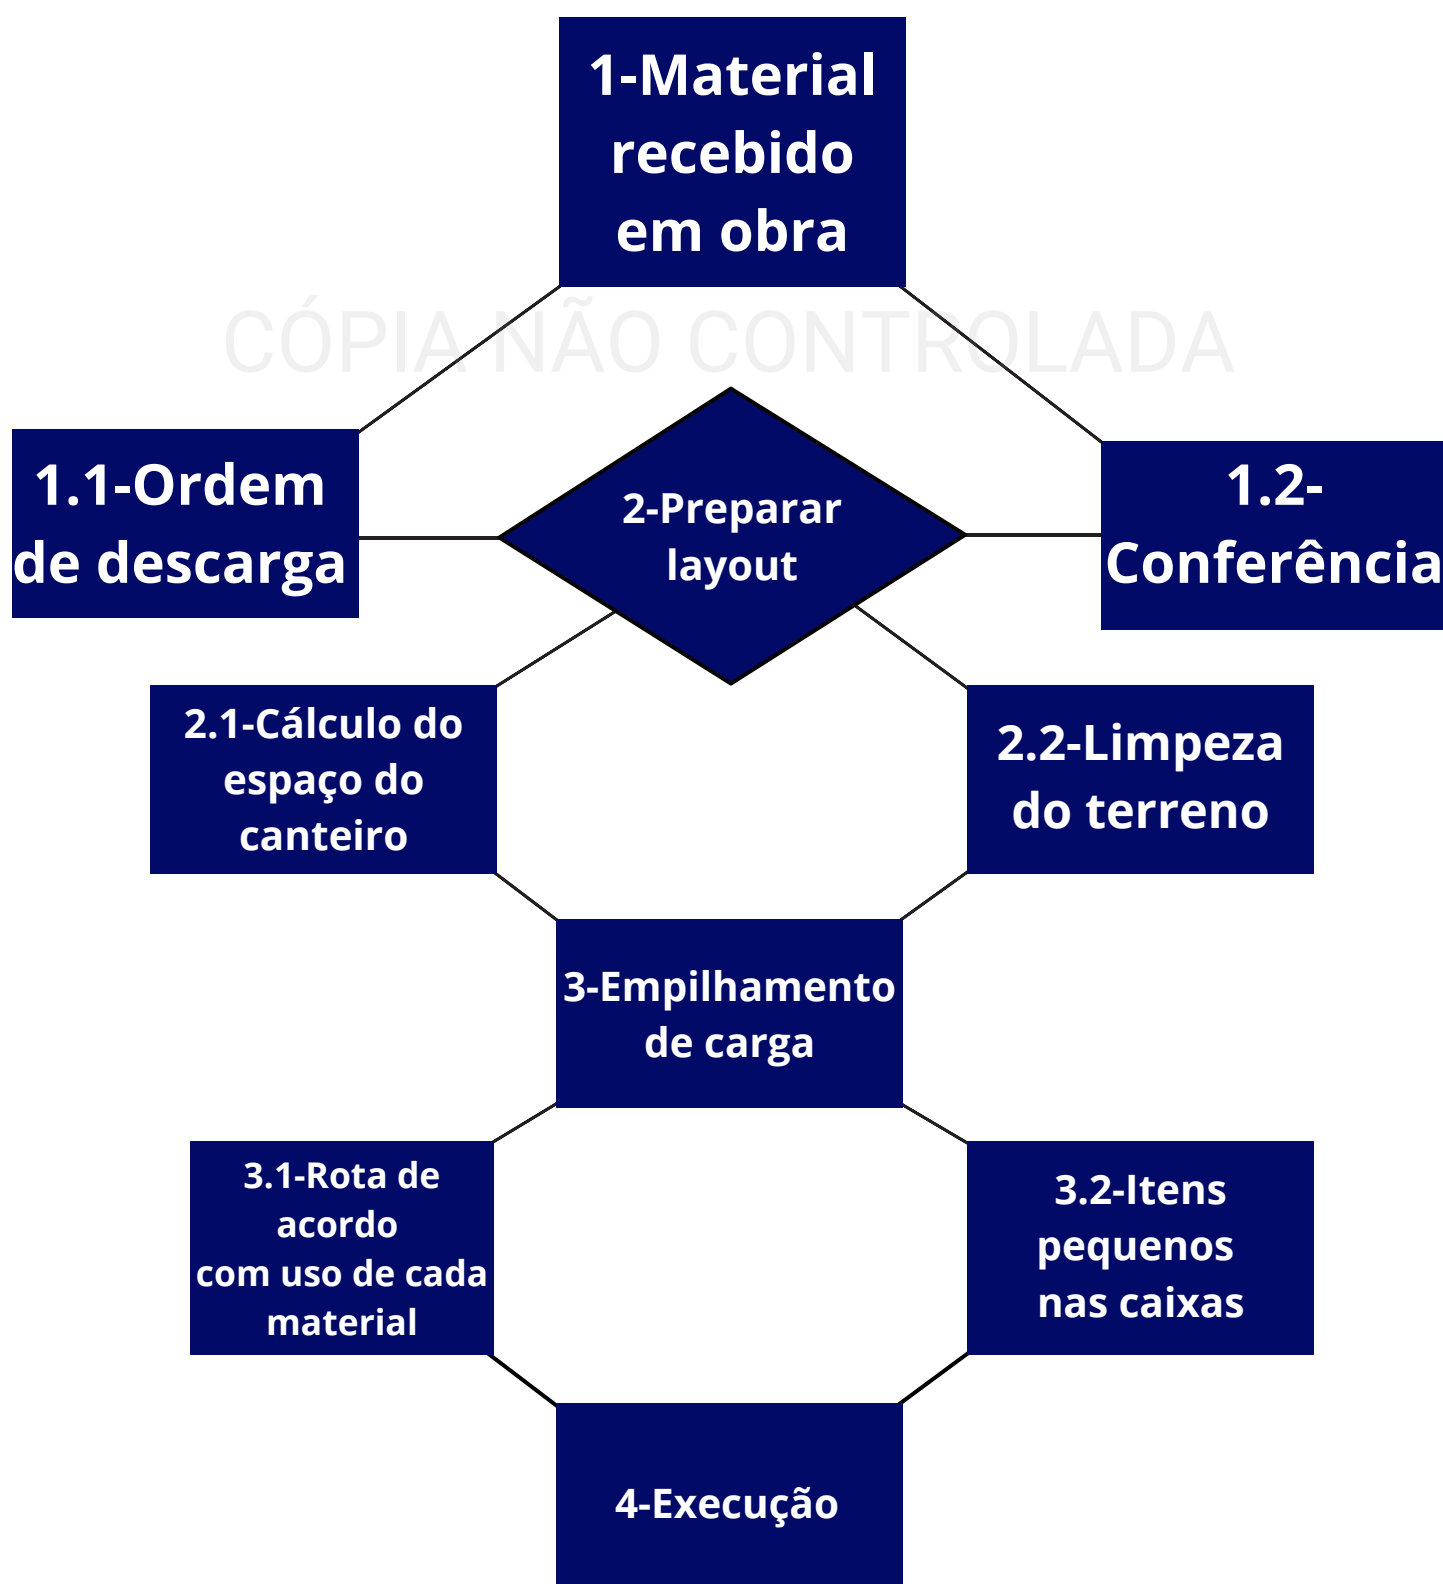 1-Material
recebido
em obra
CÓPIA NÃO CONTROLADA
1.1-Ordem
de descarga
2-Preparar
layout
1.2-
Conferência
2.1-Cálculo do
espaço do
canteiro
2.2-Limpeza
do terreno
3-Empilhamento
de carga
3.1-Rota de
acordo
com uso de cada
material
3.2-Itens
pequenos
nas caixas
4-Execução